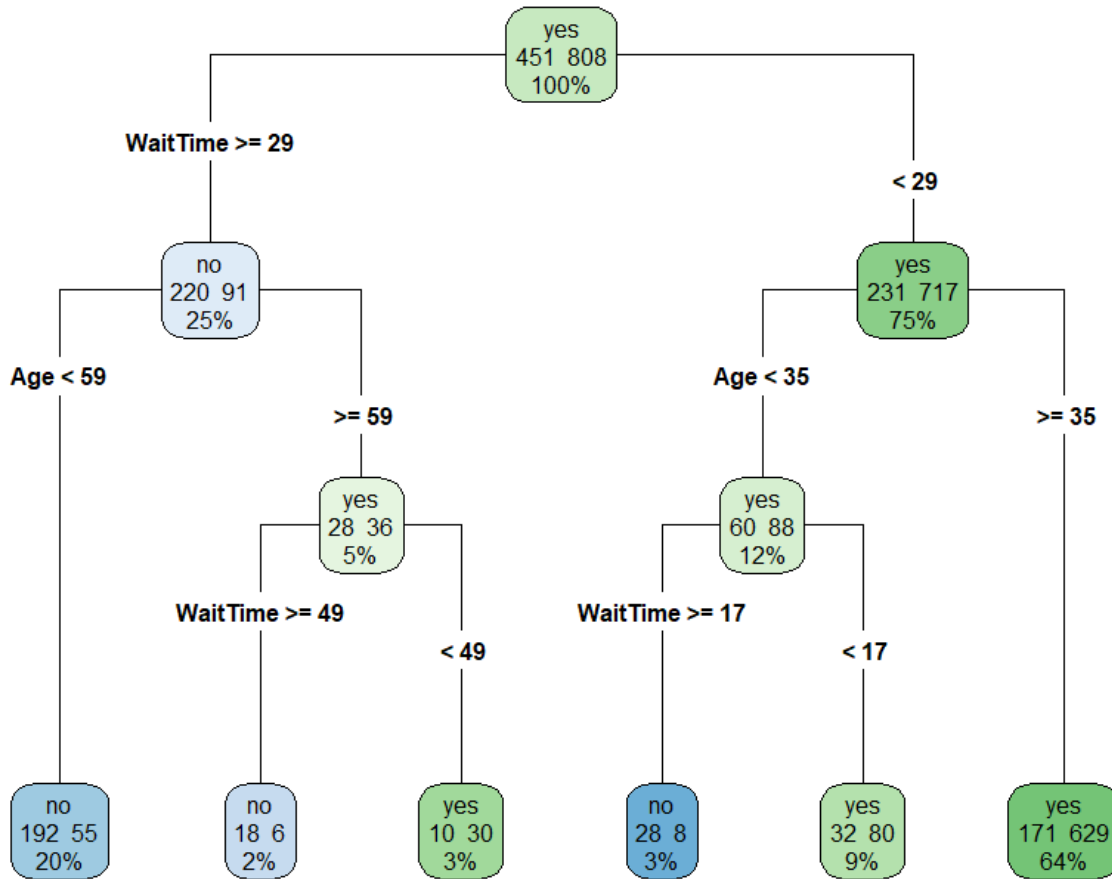 yes
451 808
100%
WaitTime >= 29
< 29
no
220 91
25%
yes
231 717
75%
Age < 59
>= 59
Age < 35
>= 35
yes
28 36
5%
yes
60 88
12%
WaitTime >= 49
< 49
WaitTime >= 17
< 17
no
192 55
20%
no
18 6
2%
yes
10 30
3%
no
28 8
3%
yes
32 80
9%
yes
171 629
64%